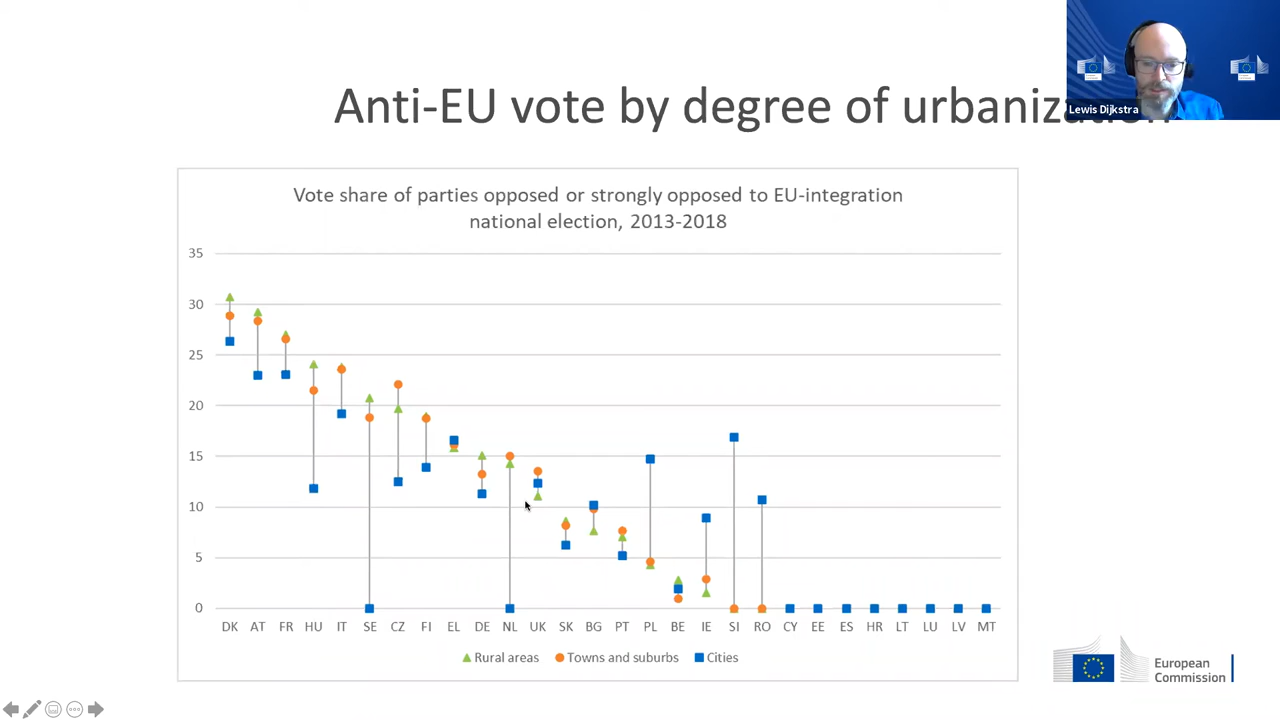 Lewis Dijkstra
Anti-EU vote by degree of urbanization
Vote share of parties opposed or strongly opposed to EU-integration
national election, 2013-2018
35
30
25
20
15
10
5
0
DK AT FR HU IT SE CZ FI EL DE NL UK SK BG PT PL BE IE SI RO CY EE ES HR LT LU LV MT
Rural areas Towns and suburbs Cities
European
Commission